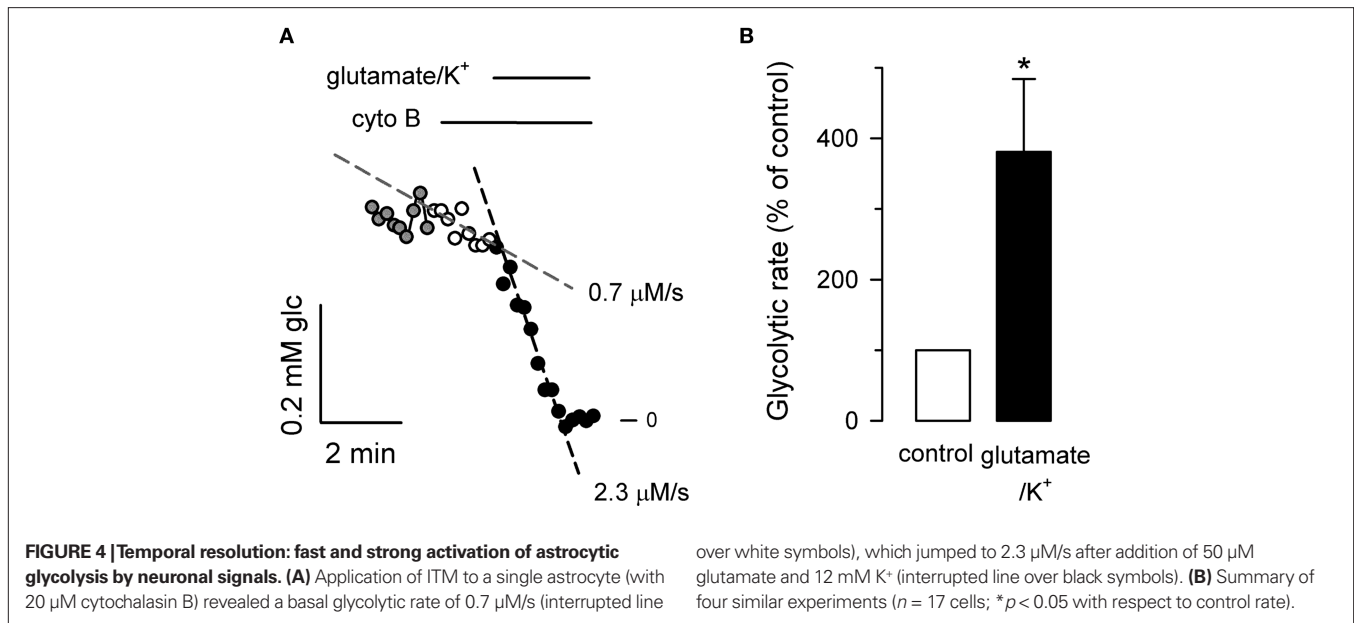 A
glutamate/K⁺
cyto B
0.2 mM glc
2 min
0.7 µM/s
0
2.3 µM/s
B
*
Glycolytic rate (% of control)
400
200
0
control glutamate
/K⁺
FIGURE 4 | Temporal resolution: fast and strong activation of astrocytic
glycolysis by neuronal signals. (A) Application of ITM to a single astrocyte (with
20 µM cytochalasin B) revealed a basal glycolytic rate of 0.7 µM/s (interrupted line
over white symbols), which jumped to 2.3 µM/s after addition of 50 µM
glutamate and 12 mM K⁺ (interrupted line over black symbols). (B) Summary of
four similar experiments (n = 17 cells; *p < 0.05 with respect to control rate).